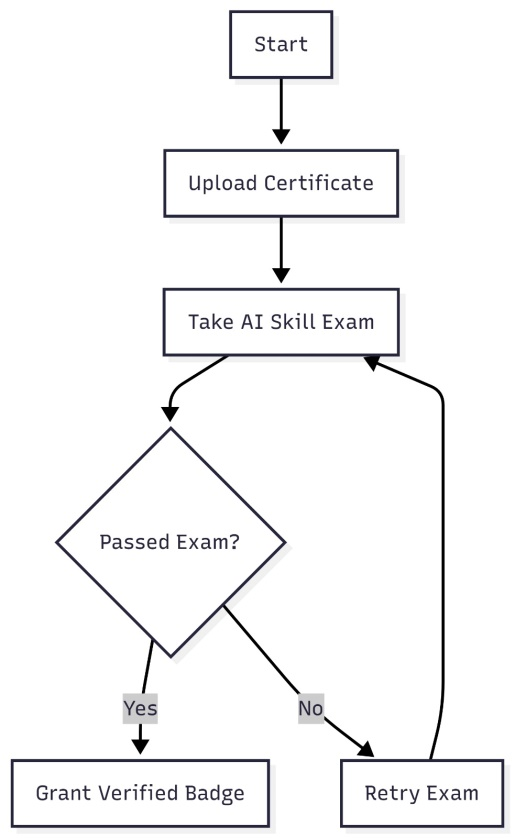 Start
Upload Certificate
Take AI Skill Exam
Passed Exam?
Yes
No
Grant Verified Badge
Retry Exam